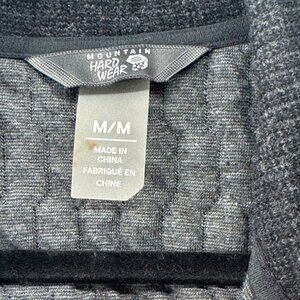 MOUNTAIN
HARD
WEAR
M/M
MADE IN
CHINA
FABRIQUÉ EN
CHINE